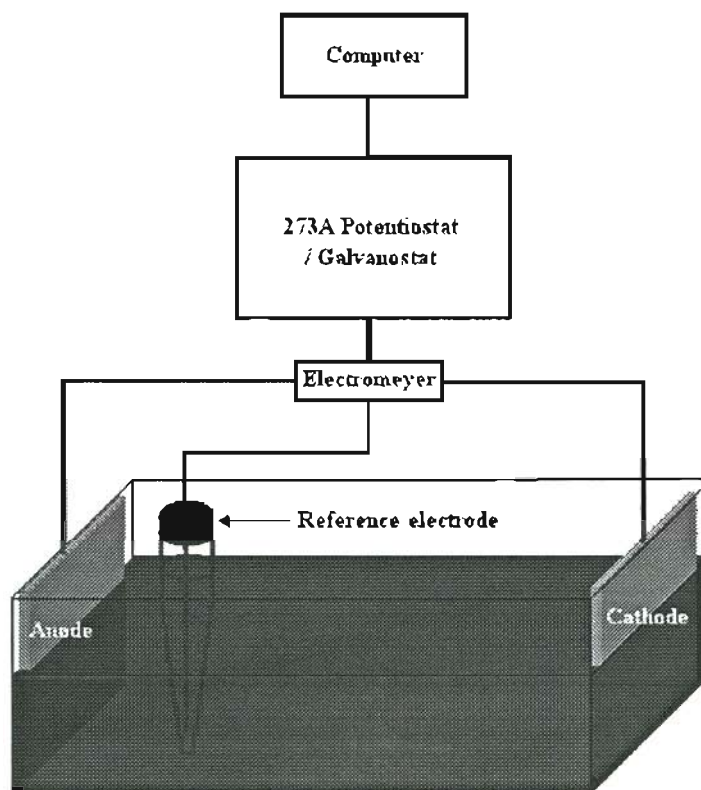 Computer
273A Potentiostat
/ Galvanostat
Electromeyer
Reference electrode
Anode
Cathode